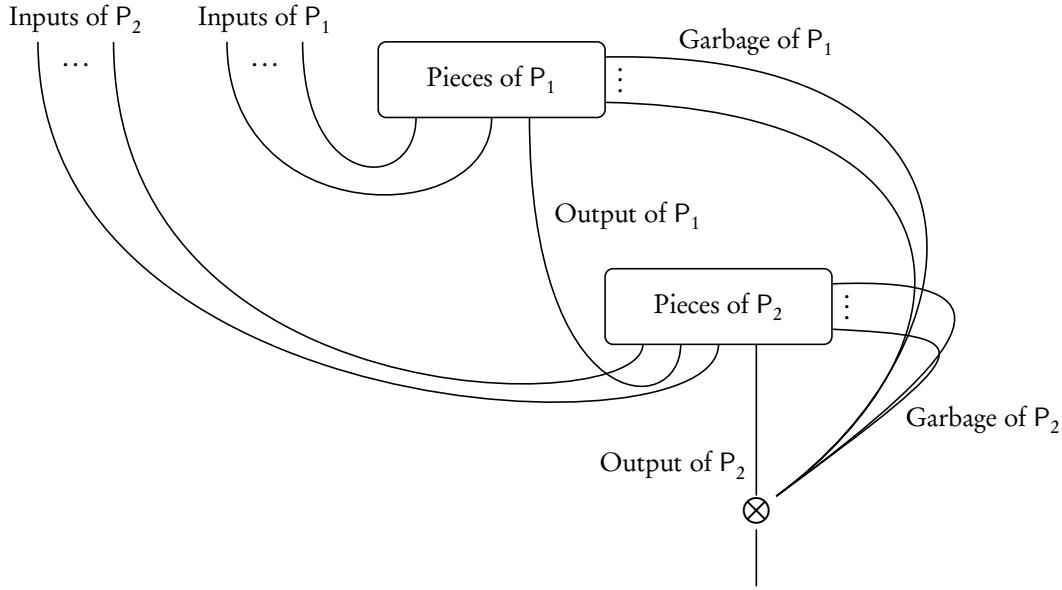 Inputs of P₂
Inputs of P₁
...
...
Garbage of P₁
Pieces of P₁
⋮
Output of P₁
Pieces of P₂
⋮
Garbage of P₂
Output of P₂
⊗